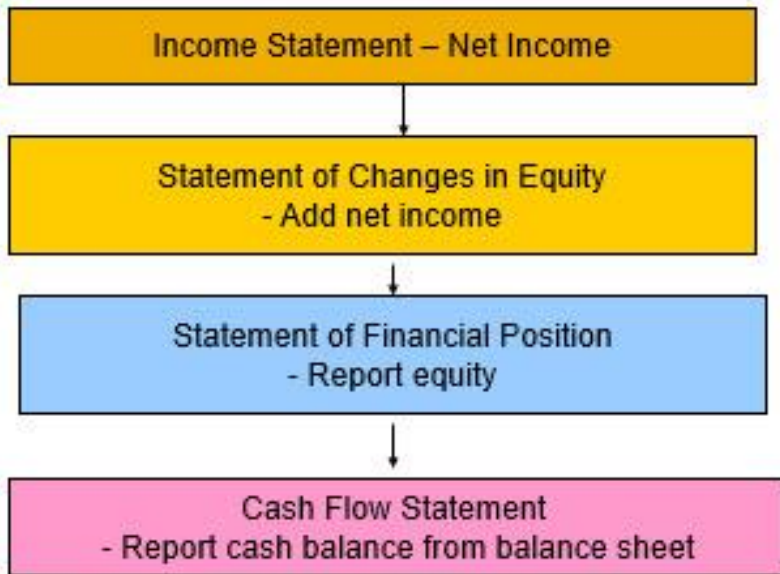 Income Statement – Net Income
Statement of Changes in Equity
- Add net income
Statement of Financial Position
- Report equity
Cash Flow Statement
- Report cash balance from balance sheet